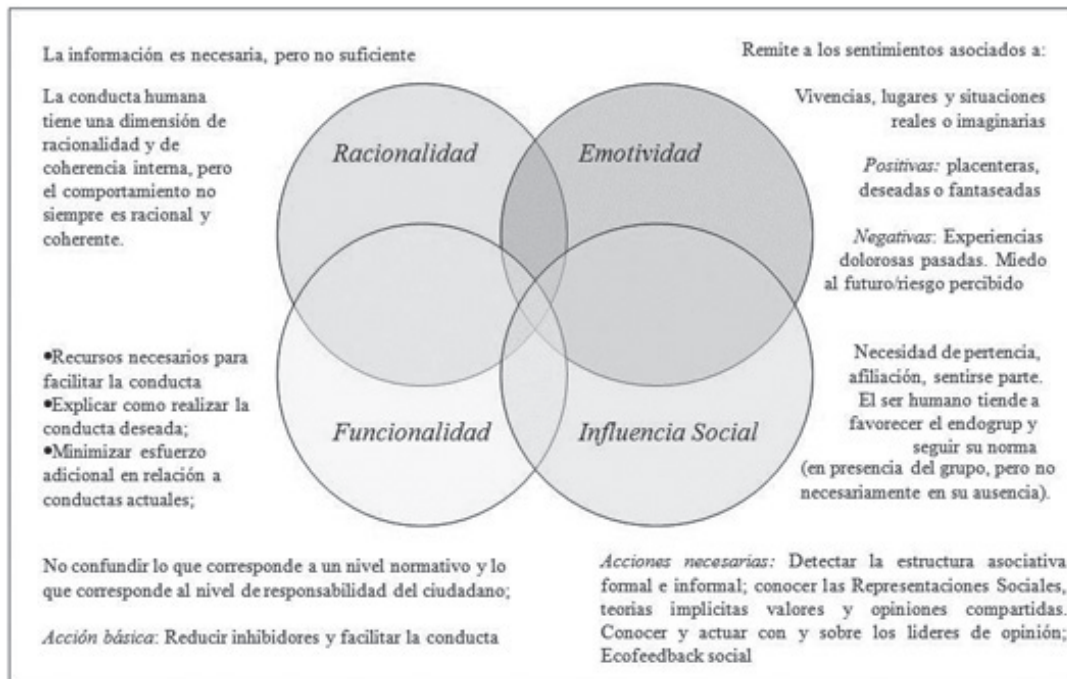 La información es necesaria, pero no suficiente
La conducta humana
tiene una dimensión de
racionalidad y de
coherencia interna, pero
el comportamiento no
siempre es racional y
coherente.
Remite a los sentimientos asociados a:
Vivencias, lugares y situaciones
reales o imaginarias
Positivas: placenteras,
deseadas o fantaseadas
Negativas: Experiencias
dolorosas pasadas. Miedo
al futuro/riesgo percibido
Racionalidad
Emotividad
Funcionalidad
Influencia Social
•Recursos necesarios para
facilitar la conducta
•Explicar como realizar la
conducta deseada;
•Minimizar esfuerzo
adicional en relación a
conductas actuales;
Necesidad de pertencia,
afiliación, sentirse parte.
El ser humano tiende a
favorecer el endogrup y
seguir su norma
(en presencia del grupo, pero no
necesariamente en su ausencia).
No confundir lo que corresponde a un nivel normativo y lo
que corresponde al nivel de responsabilidad del ciudadano;
Acción básica: Reducir inhibidores y facilitar la conducta
Acciones necesarias: Detectar la estructura asociativa
formal e informal; conocer las Representaciones Sociales,
teorias implicitas valores y opiniones compartidas.
Conocer y actuar con y sobre los lideres de opinión;
Ecofeedback social